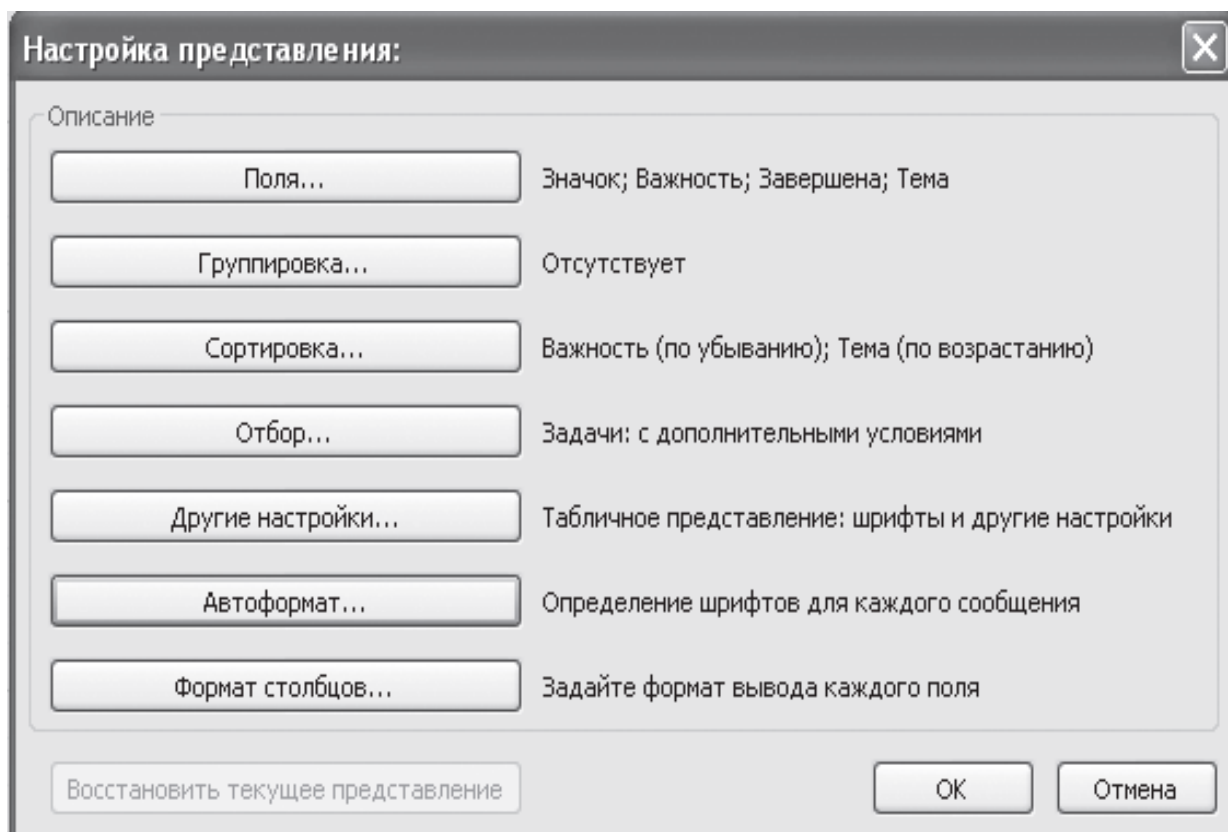 Настройка представления:
Описание
Поля... Значок; Важность; Завершена; Тема
Группировка... Отсутствует
Сортировка... Важность (по убыванию); Тема (по возрастанию)
Отбор... Задачи: с дополнительными условиями
Другие настройки... Табличное представление: шрифты и другие настройки
Автоформат... Определение шрифтов для каждого сообщения
Формат столбцов... Задайте формат вывода каждого поля
Восстановить текущее представление OK Отмена